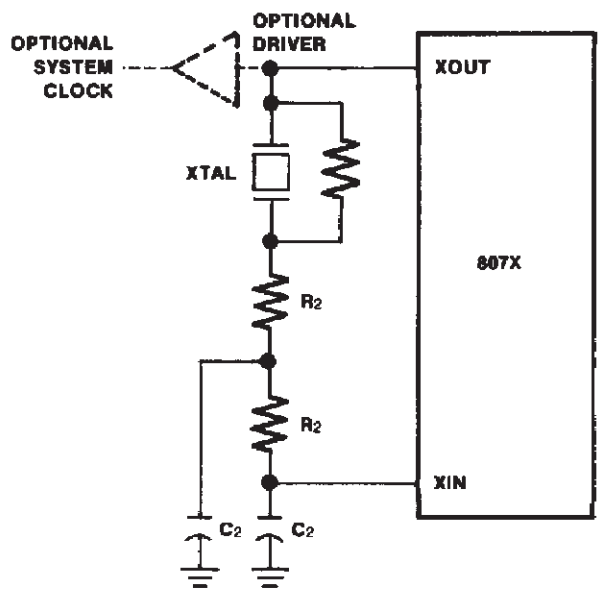 OPTIONAL
SYSTEM
CLOCK
OPTIONAL
DRIVER
XOUT
XTAL
807X
R2
R2
XIN
C2
C2